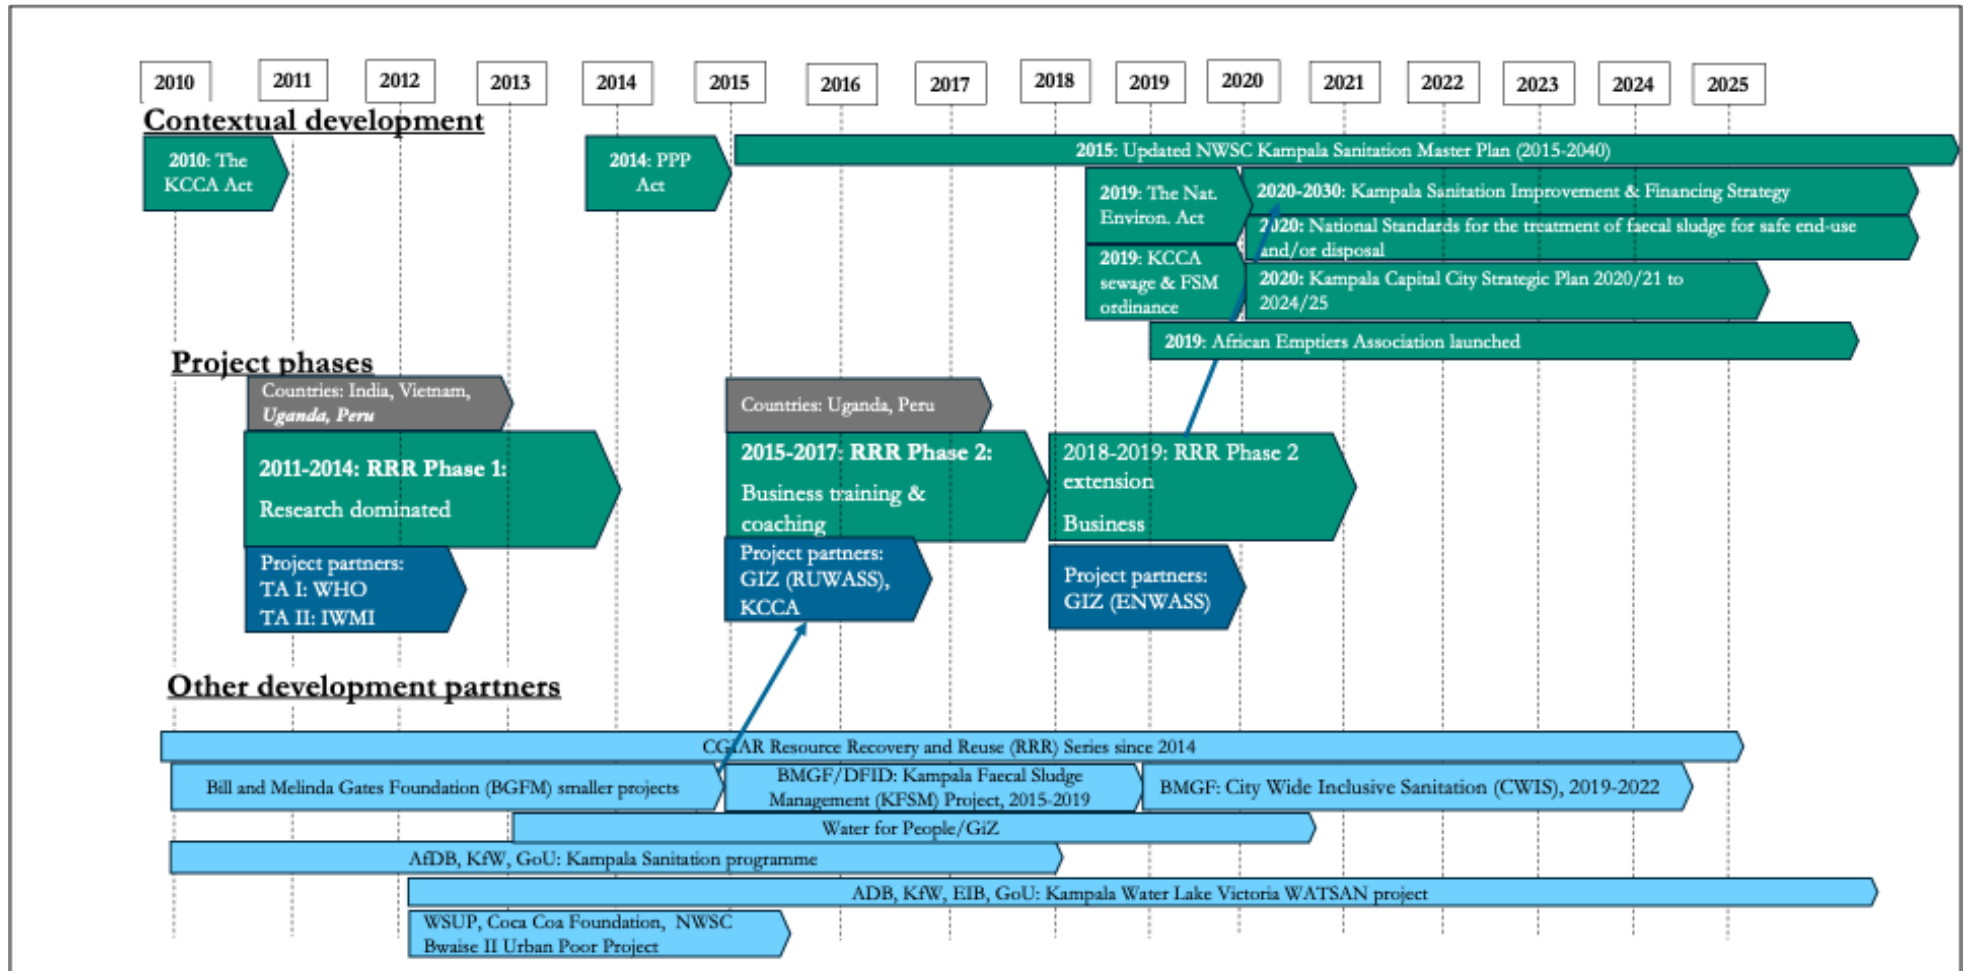 2010 2011 2012 2013 2014 2015 2016 2017 2018 2019 2020 2021 2022 2023 2024 2025
Contextual development
2010: The
KCCA Act
2014: PPP
Act
2015: Updated NWSC Kampala Sanitation Master Plan (2015-2040)
2019: The Nat.
Environ. Act
2020-2030: Kampala Sanitation Improvement & Financing Strategy
2020: National Standards for the treatment of faecal sludge for safe end-use
and/or disposal
2019: KCCA
sewage & FSM
ordinance
2020: Kampala Capital City Strategic Plan 2020/21 to
2024/25
2019: African Emptiers Association launched
Project phases
Countries: India, Vietnam,
Uganda, Peru
2011-2014: RRR Phase 1:
Research dominated
Project partners:
TA I: WHO
TA II: IWMI
Countries: Uganda, Peru
2015-2017: RRR Phase 2:
Business training &
coaching
Project partners:
GIZ (RUWASS),
KCCA
2018-2019: RRR Phase 2
extension
Business
Project partners:
GIZ (ENWASS)
Other development partners
CGIAR Resource Recovery and Reuse (RRR) Series since 2014
Bill and Melinda Gates Foundation (BGFM) smaller projects
BMGF/DFID: Kampala Faecal Sludge
Management (KFSM) Project, 2015-2019
BMGF: City Wide Inclusive Sanitation (CWIS), 2019-2022
Water for People/GiZ
AfDB, KfW, GoU: Kampala Sanitation programme
ADB, KfW, EIB, GoU: Kampala Water Lake Victoria WATSAN project
WSUP, Coca Coa Foundation, NWSC
Bwaise II Urban Poor Project